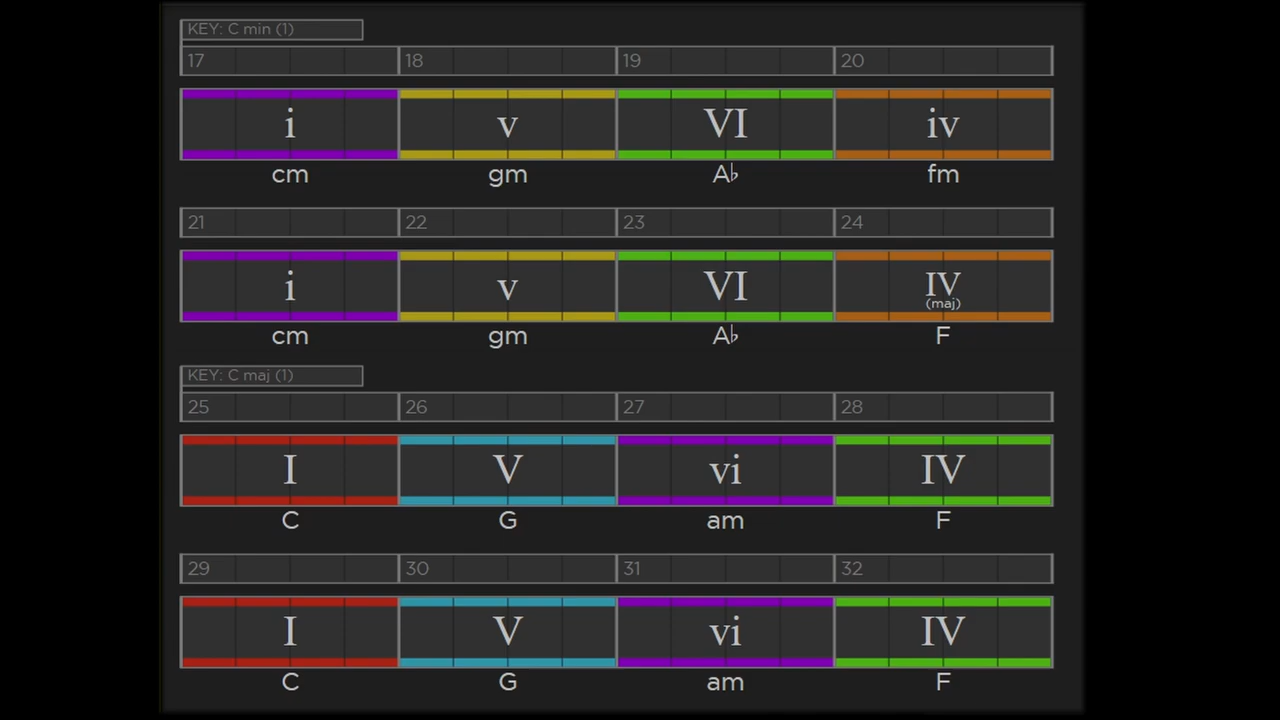 KEY: C min (1)
17 18 19 20
i v VI iv
cm gm A♭ fm
21 22 23 24
i v VI IV
(maj)
cm gm A♭ F
KEY: C maj (1)
25 26 27 28
I V vi IV
C G am F
29 30 31 32
I V vi IV
C G am F